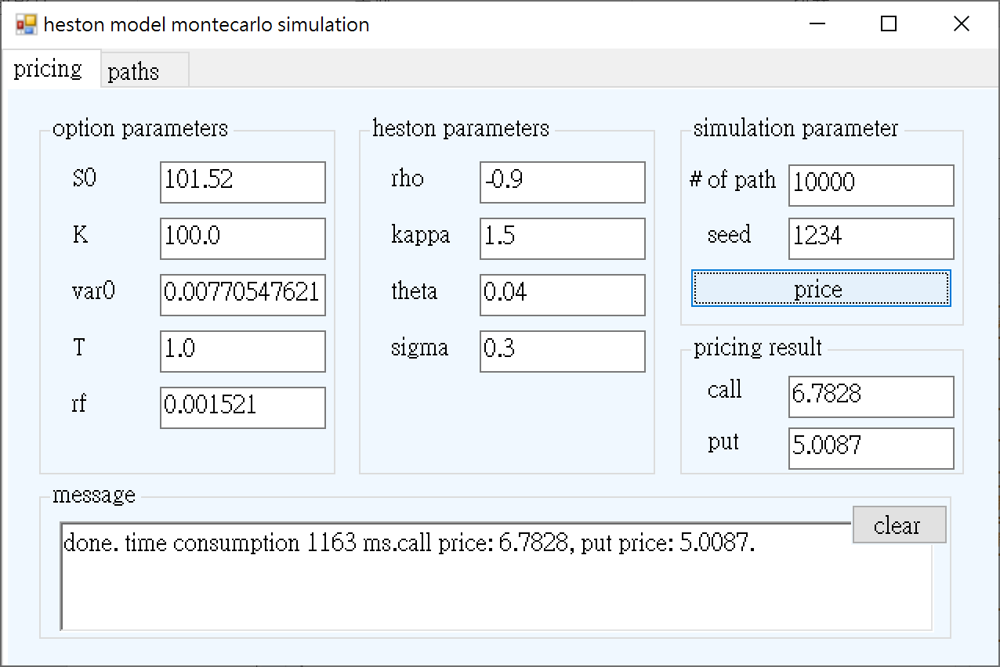 heston model montecarlo simulation
pricing
paths
option parameters
S0
101.52
K
100.0
var0
0.00770547621
T
1.0
rf
0.001521
heston parameters
rho
-0.9
kappa
1.5
theta
0.04
sigma
0.3
simulation parameter
# of path
10000
seed
1234
price
pricing result
call
6.7828
put
5.0087
message
clear
done. time consumption 1163 ms.call price: 6.7828, put price: 5.0087.